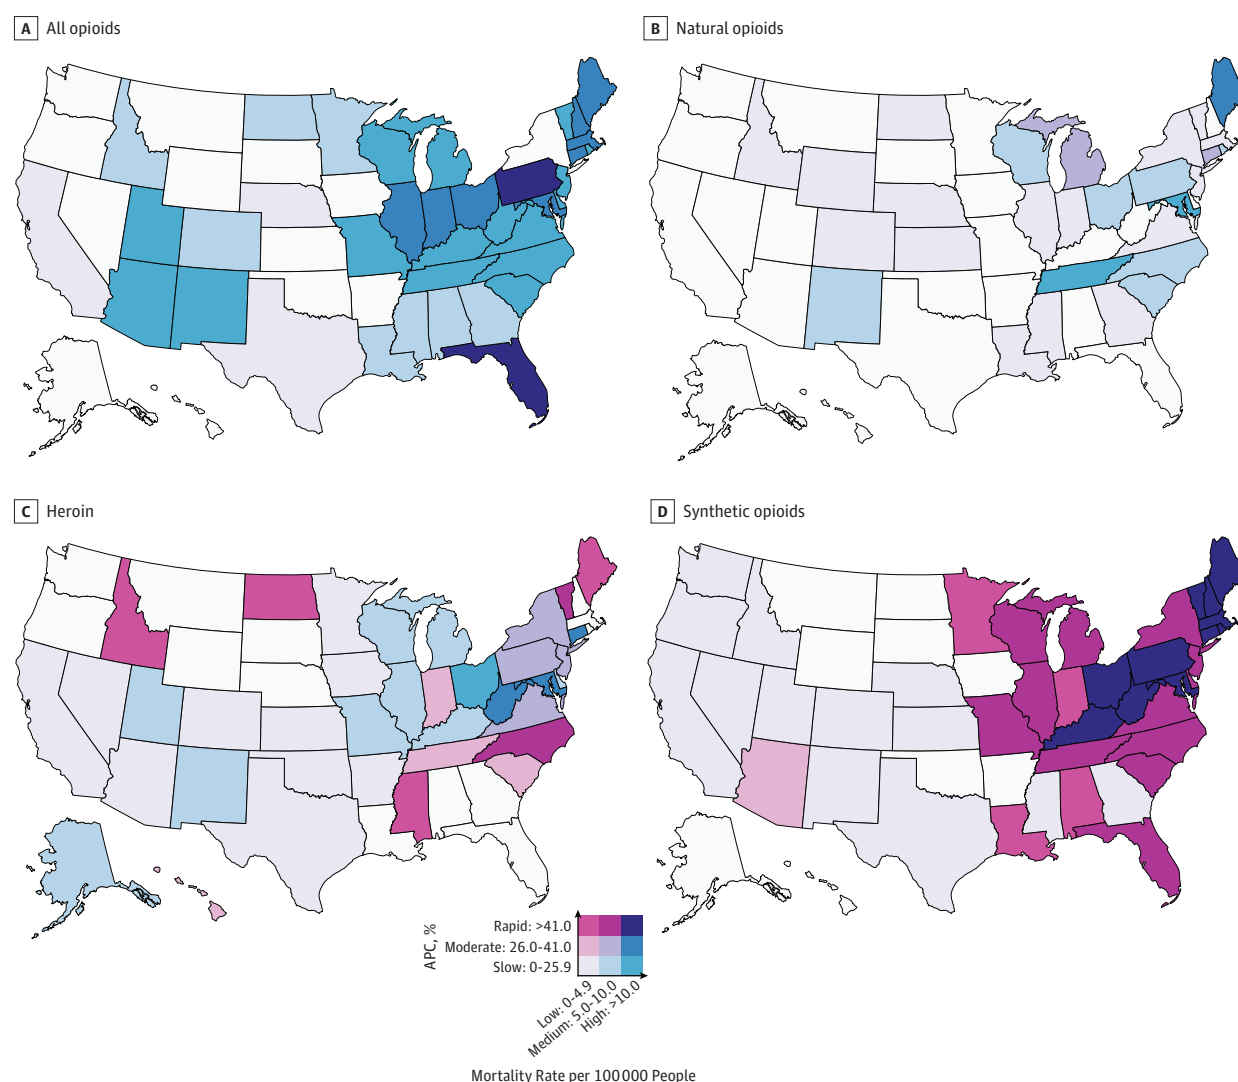 A All opioids
B Natural opioids
C Heroin
D Synthetic opioids
APC, %
Rapid: >41.0
Moderate: 26.0-41.0
Slow: 0-25.9
Low: 0-4.9
Medium: 5.0-10.0
High: >10.0
Mortality Rate per 100 000 People